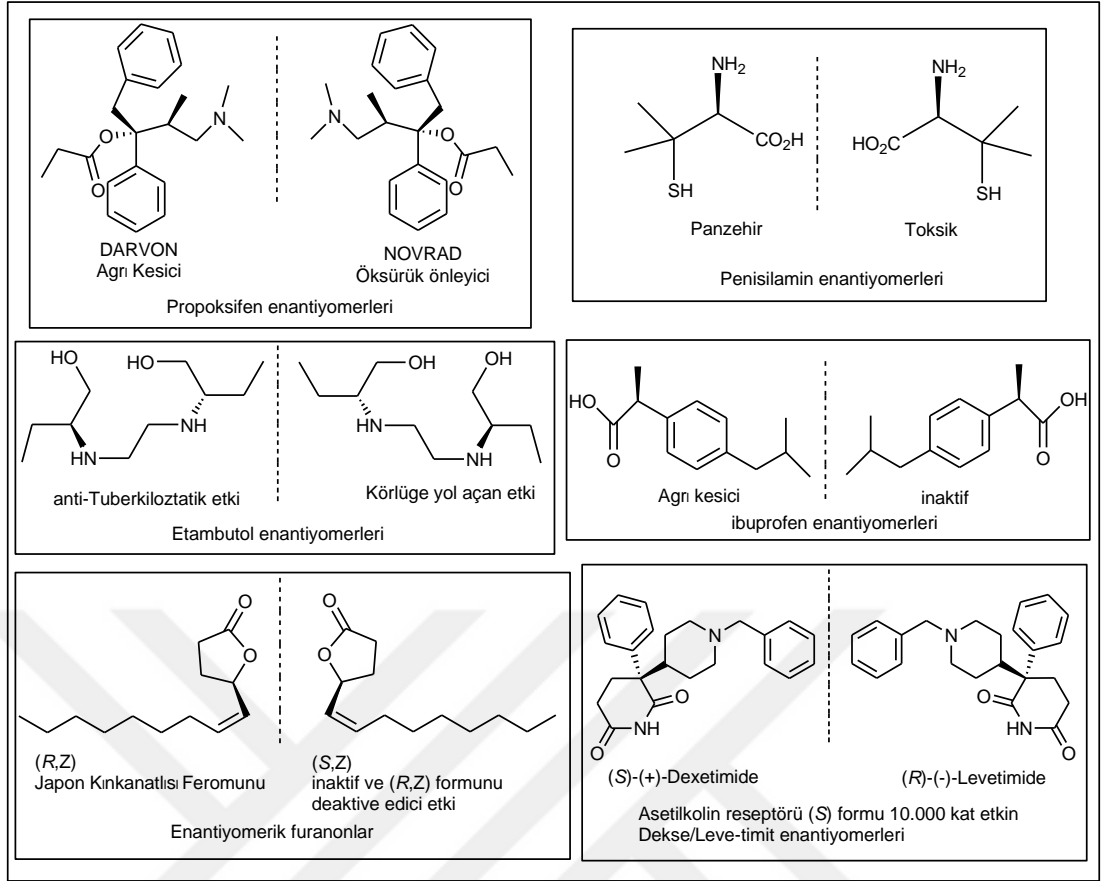 O
O
N
DARVON
Agrı Kesici
N
O
O
NOVRAD
Öksürük önleyici
Propoksifen enantiyomerleri
NH2
CO2H
SH
Panzehir
NH2
HO2C
SH
Toksik
Penisilamin enantiyomerleri
HO
HO
NH
HN
anti-Tuberkiloztatik etki
OH
OH
HN
NH
Körlüge yol açan etki
Etambutol enantiyomerleri
HO
O
Agrı kesici
OH
O
inaktif
ibuprofen enantiyomerleri
O
O
(R,Z)
Japon Kınkanatlısı Feromunu
O
O
(S,Z)
inaktif ve (R,Z) formunu
deaktive edici etki
Enantiyomerik furanonlar
N
O
NH
O
(S)-(+)-Dexetimide
N
O
HN
O
(R)-(-)-Levetimide
Asetilkolin reseptörü (S) formu 10.000 kat etkin
Dekse/Leve-timit enantiyomerleri